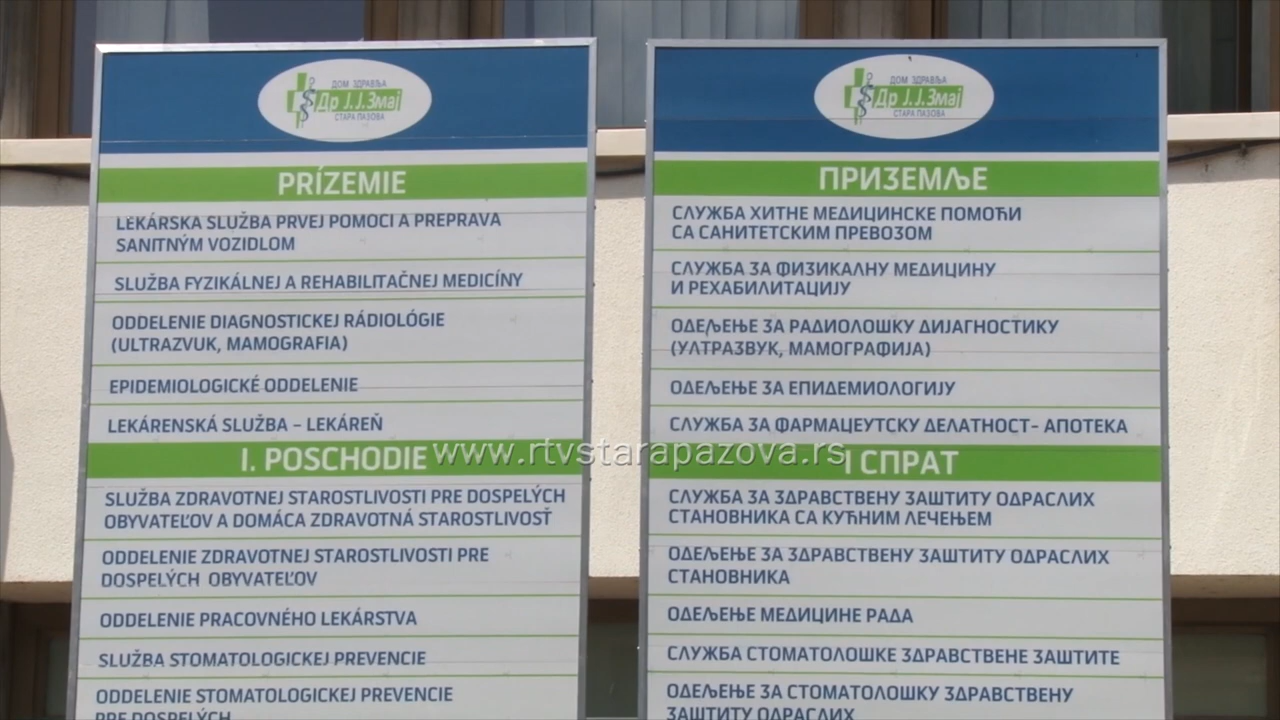 ДОМ ЗДРАВЉА
Др Ј.Ј.Змај
СТАРА ПАЗОВА
PRÍZEMIE
LEKÁRSKA SLUŽBA PRVEJ POMOCI A PREPRAVA
SANITNÝM VOZIDLOM
SLUŽBA FYZIKÁLNEJ A REHABILITAČNEJ MEDICÍNY
ODDELENIE DIAGNOSTICKEJ RÁDIOLÓGIE
(ULTRAZVUK, MAMOGRAFIA)
EPIDEMIOLOGICKÉ ODDELENIE
LEKÁRENSKÁ SLUŽBA – LEKÁREŇ
I. POSCHODIE
SLUŽBA ZDRAVOTNEJ STAROSTLIVOSTI PRE DOSPELÝCH
OBYVATEĽOV A DOMÁCA ZDRAVOTNÁ STAROSTLIVOSŤ
ODDELENIE ZDRAVOTNEJ STAROSTLIVOSTI PRE
DOSPELÝCH OBYVATEĽOV
ODDELENIE PRACOVNÉHO LEKÁRSTVA
SLUŽBA STOMATOLOGICKEJ PREVENCIE
ODDELENIE STOMATOLOGICKEJ PREVENCIE
PRE DOSPELÝCH
ДОМ ЗДРАВЉА
Др Ј.Ј.Змај
СТАРА ПАЗОВА
ПРИЗЕМЉЕ
СЛУЖБА ХИТНЕ МЕДИЦИНСКЕ ПОМОЋИ
СА САНИТЕТСКИМ ПРЕВОЗОМ
СЛУЖБА ЗА ФИЗИКАЛНУ МЕДИЦИНУ
И РЕХАБИЛИТАЦИЈУ
ОДЕЉЕЊЕ ЗА РАДИОЛОШКУ ДИЈАГНОСТИКУ
(УЛТРАЗВУК, МАМОГРАФИЈА)
ОДЕЉЕЊЕ ЗА ЕПИДЕМИОЛОГИЈУ
СЛУЖБА ЗА ФАРМАЦЕУТСКУ ДЕЛАТНОСТ- АПОТЕКА
I СПРАТ
СЛУЖБА ЗА ЗДРАВСТВЕНУ ЗАШТИТУ ОДРАСЛИХ
СТАНОВНИКА СА КУЋНИМ ЛЕЧЕЊЕМ
ОДЕЉЕЊЕ ЗА ЗДРАВСТВЕНУ ЗАШТИТУ ОДРАСЛИХ
СТАНОВНИКА
ОДЕЉЕЊЕ МЕДИЦИНЕ РАДА
СЛУЖБА СТОМАТОЛОШКЕ ЗДРАВСТВЕНЕ ЗАШТИТЕ
ОДЕЉЕЊЕ ЗА СТОМАТОЛОШКУ ЗДРАВСТВЕНУ
ЗАШТИТУ ОДРАСЛИХ
www.rtvstarapazova.rs